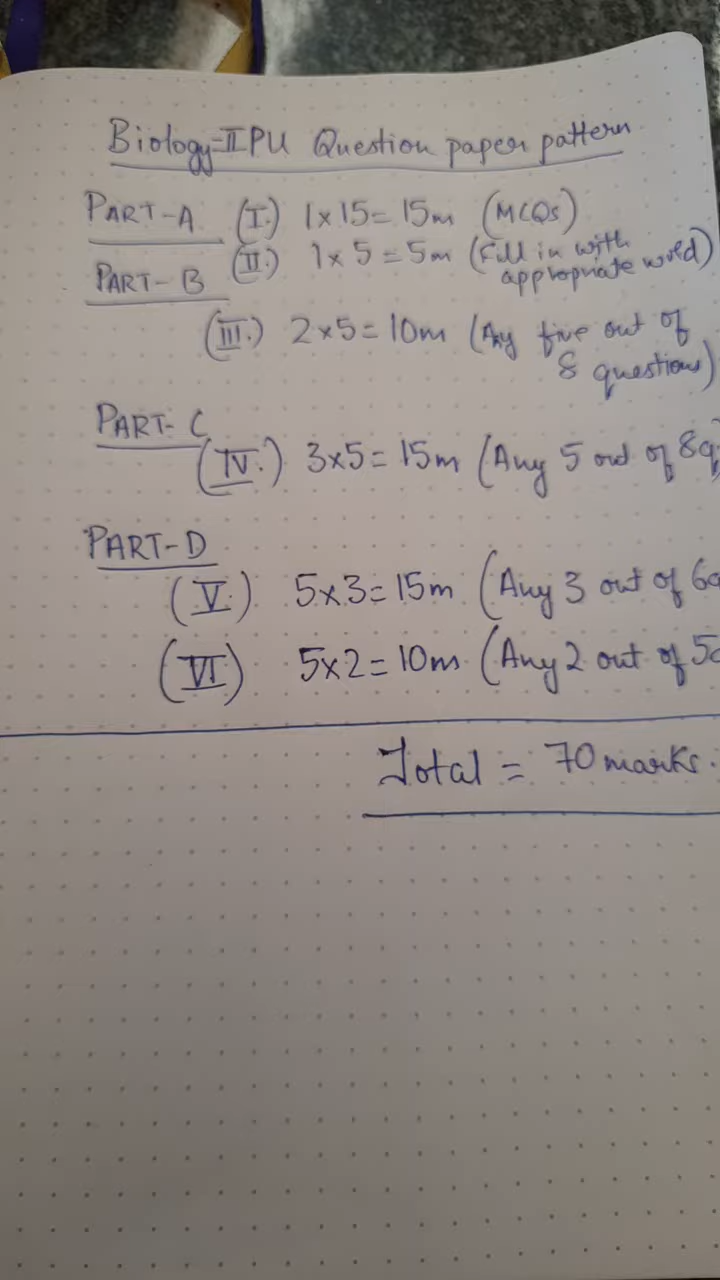 Biology-II PU Question paper pattern
PART-A (I.) 1×15=15m (MCQs)
(II.) 1×5=5m (Fill in with
appropriate word)
PART-B
(III.) 2×5=10m (Any five out of
8 questions)
PART-C
(IV.) 3×5=15m (Any 5 out of 8q
PART-D
(V.) 5×3=15m (Any 3 out of 6q
(VI) 5×2=10m (Any 2 out of 5q
Total = 70 marks.